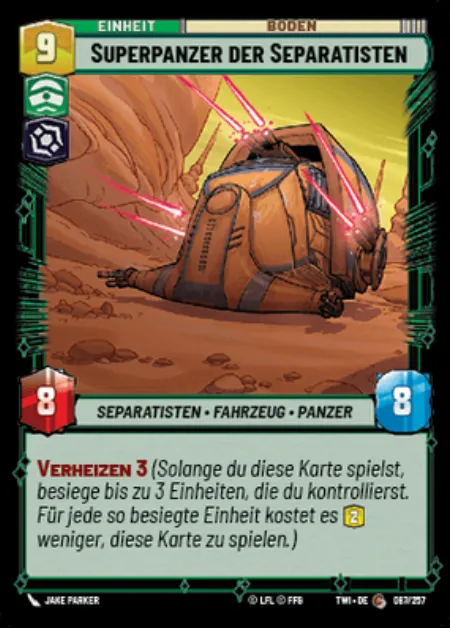 EINHEIT
BODEN
9
SUPERPANZER DER SEPARATISTEN
8
SEPARATISTEN • FAHRZEUG • PANZER
8
VERHEIZEN 3 (Solange du diese Karte spielst,
besiege bis zu 3 Einheiten, die du kontrollierst.
Für jede so besiegte Einheit kostet es 2
weniger, diese Karte zu spielen.)
JAKE PARKER
© LFL © FFG
TWI • DE